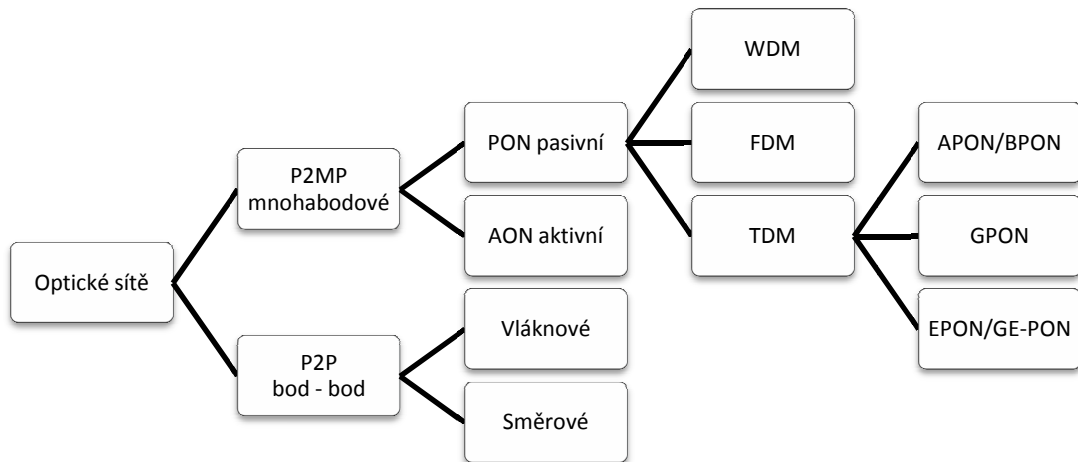 WDM
PON pasivní
FDM
APON/BPON
P2MP
mnohabodové
AON aktivní
TDM
GPON
Optické sítě
Vláknové
EPON/GE-PON
P2P
bod - bod
Směrové